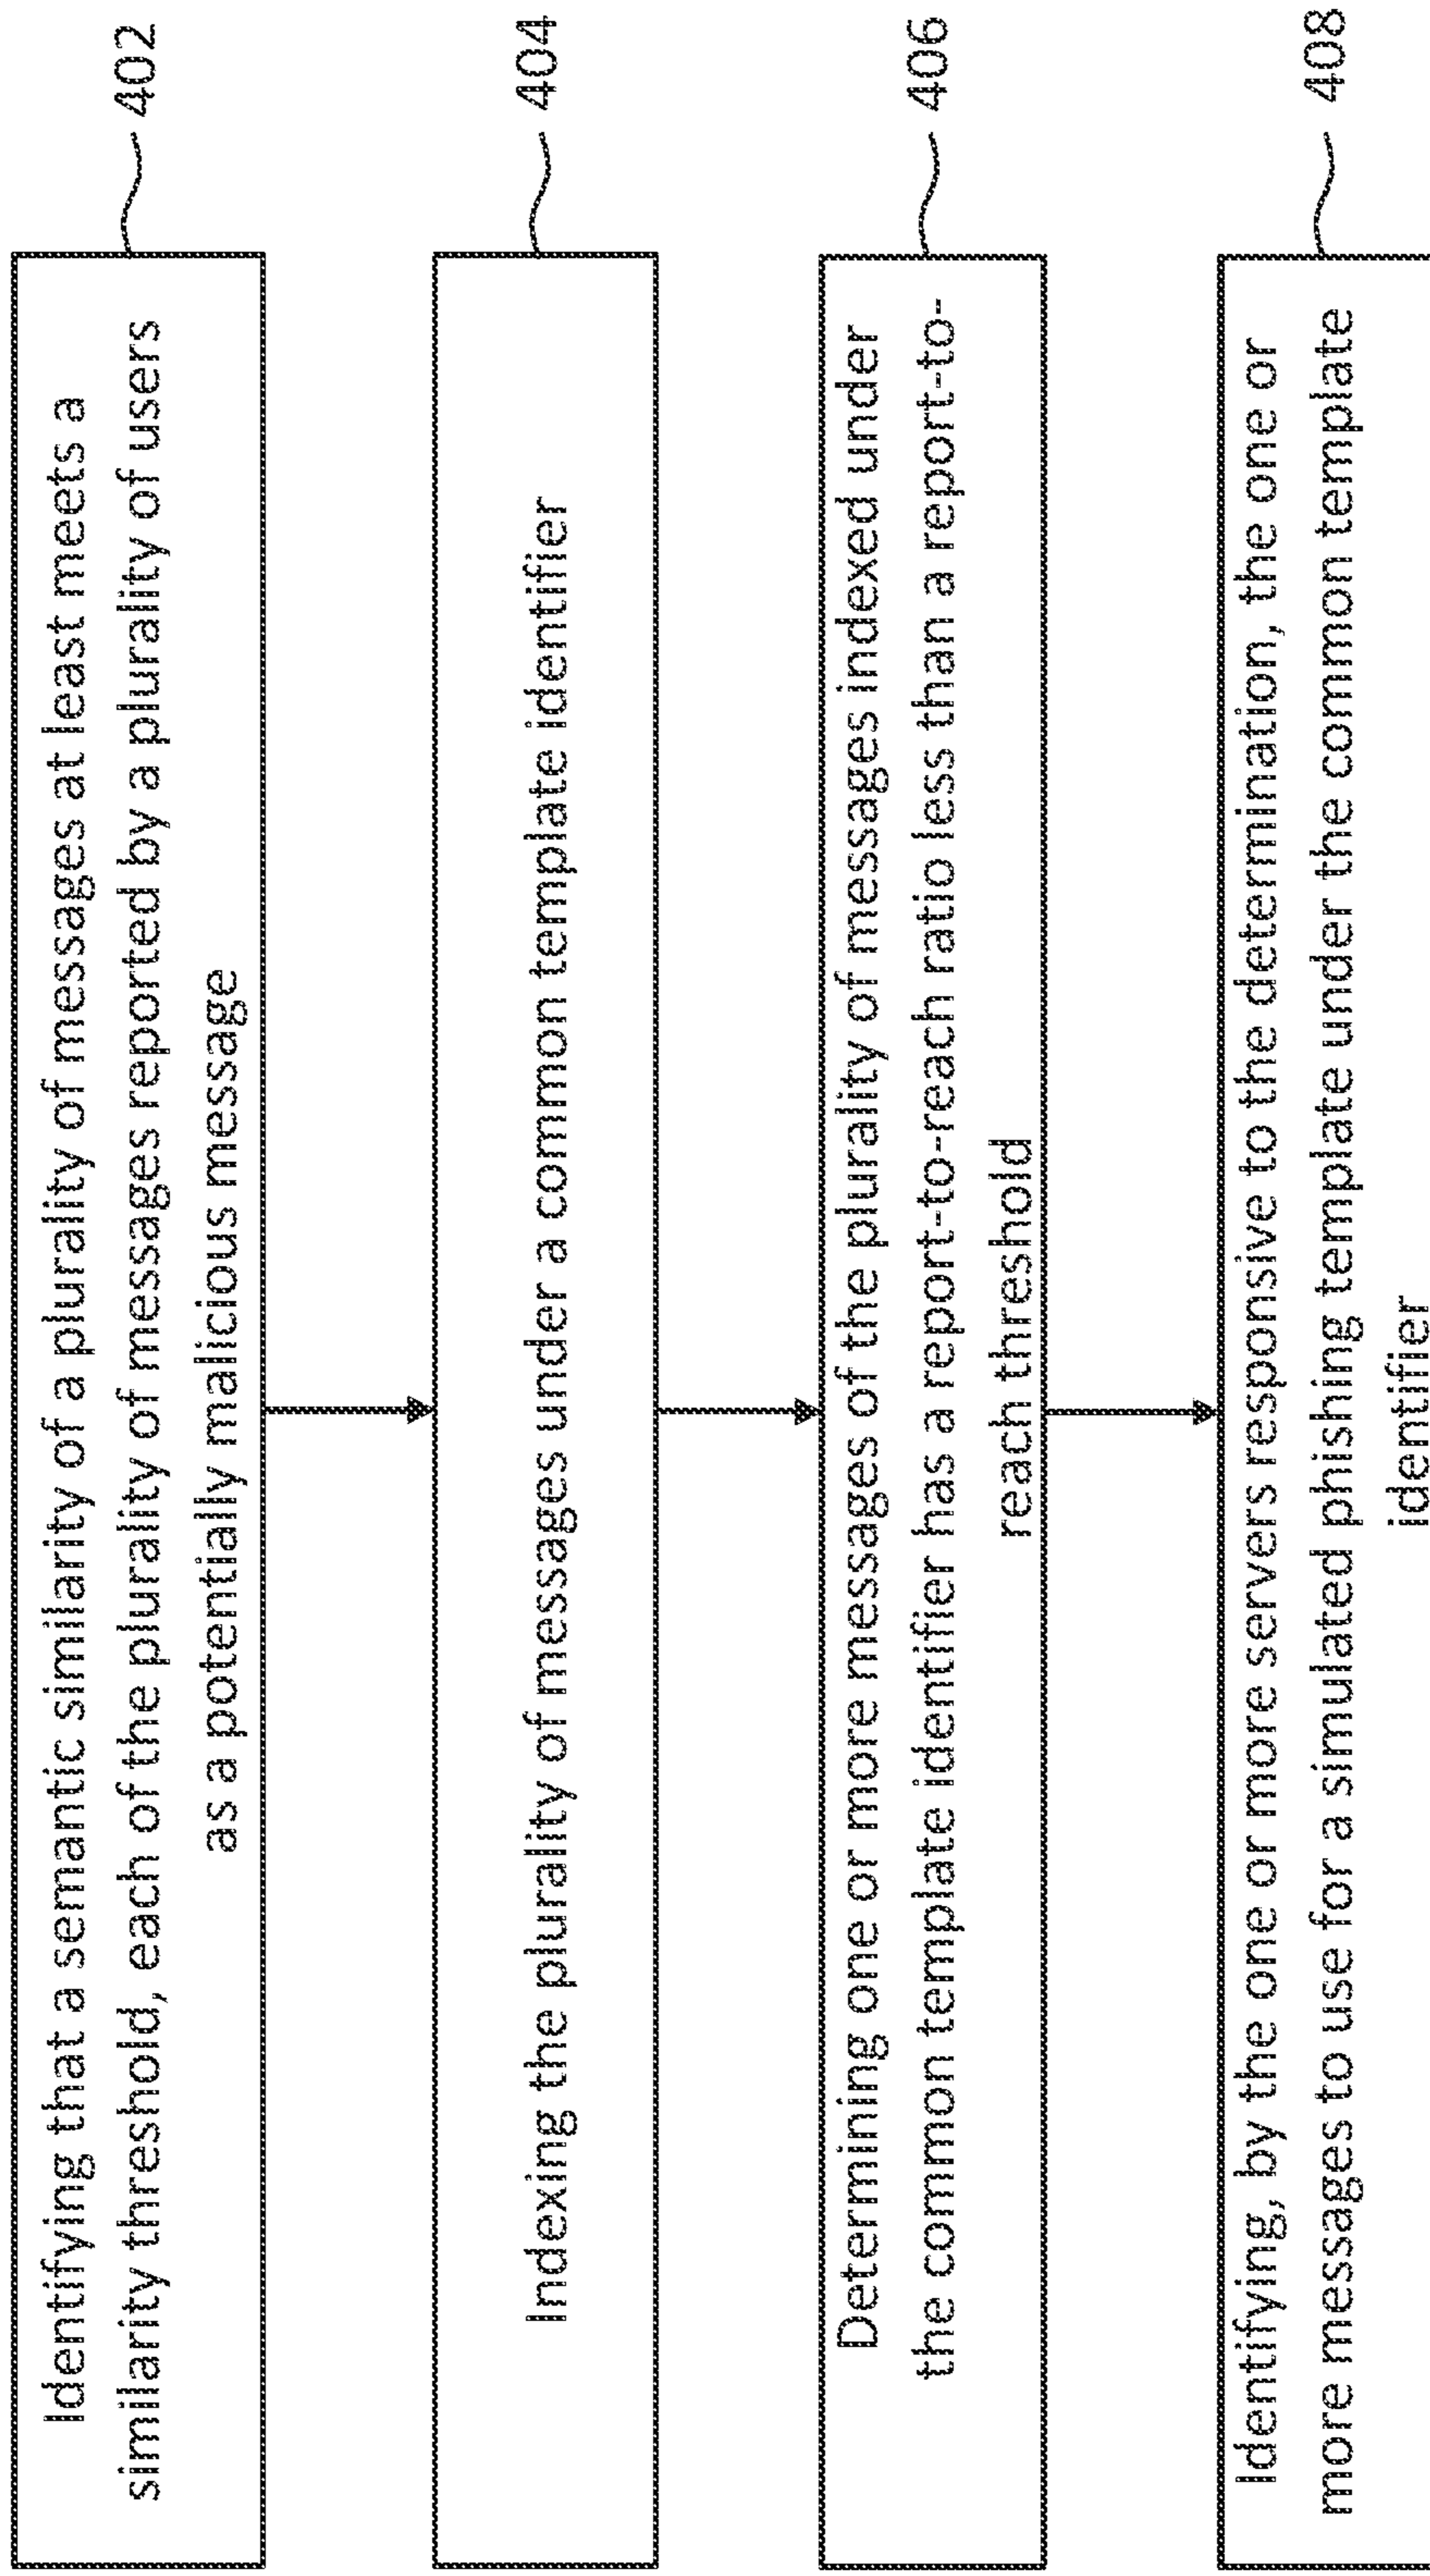 Identifying that a semantic similarity of a plurality of messages at least meets a
similarity threshold, each of the plurality of messages reported by a plurality of users
as a potentially malicious message
402
Indexing the plurality of messages under a common template identifier
404
Determining one or more messages of the plurality of messages indexed under
the common template identifier has a report-to-reach ratio less than a report-to-
reach threshold
406
Identifying, by the one or more servers responsive to the determination, the one or
more messages to use for a simulated phishing template under the common template
identifier
408